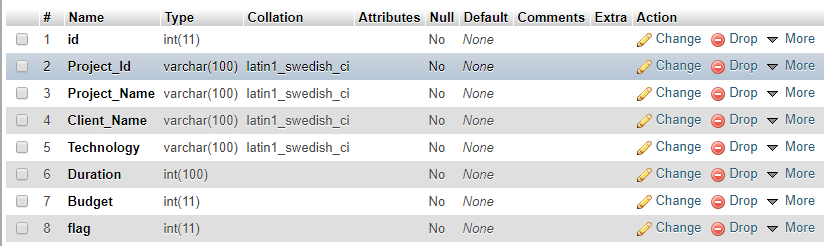 # Name Type Collation Attributes Null Default Comments Extra Action
1 id int(11) No None Change Drop More
2 Project_Id varchar(100) latin1_swedish_ci No None Change Drop More
3 Project_Name varchar(100) latin1_swedish_ci No None Change Drop More
4 Client_Name varchar(100) latin1_swedish_ci No None Change Drop More
5 Technology varchar(100) latin1_swedish_ci No None Change Drop More
6 Duration int(100) No None Change Drop More
7 Budget int(11) No None Change Drop More
8 flag int(11) No None Change Drop More